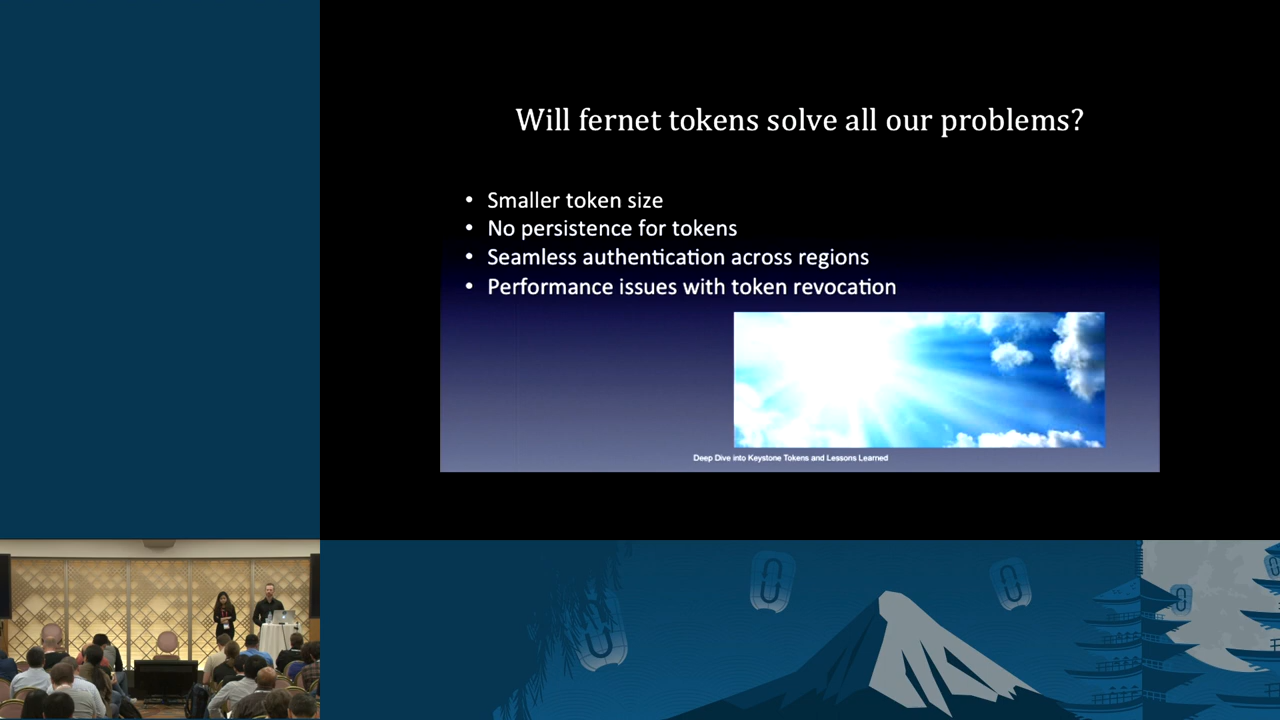 Will fernet tokens solve all our problems?
• Smaller token size
• No persistence for tokens
• Seamless authentication across regions
• Performance issues with token revocation
Deep Dive into Keystone Tokens and Lessons Learned